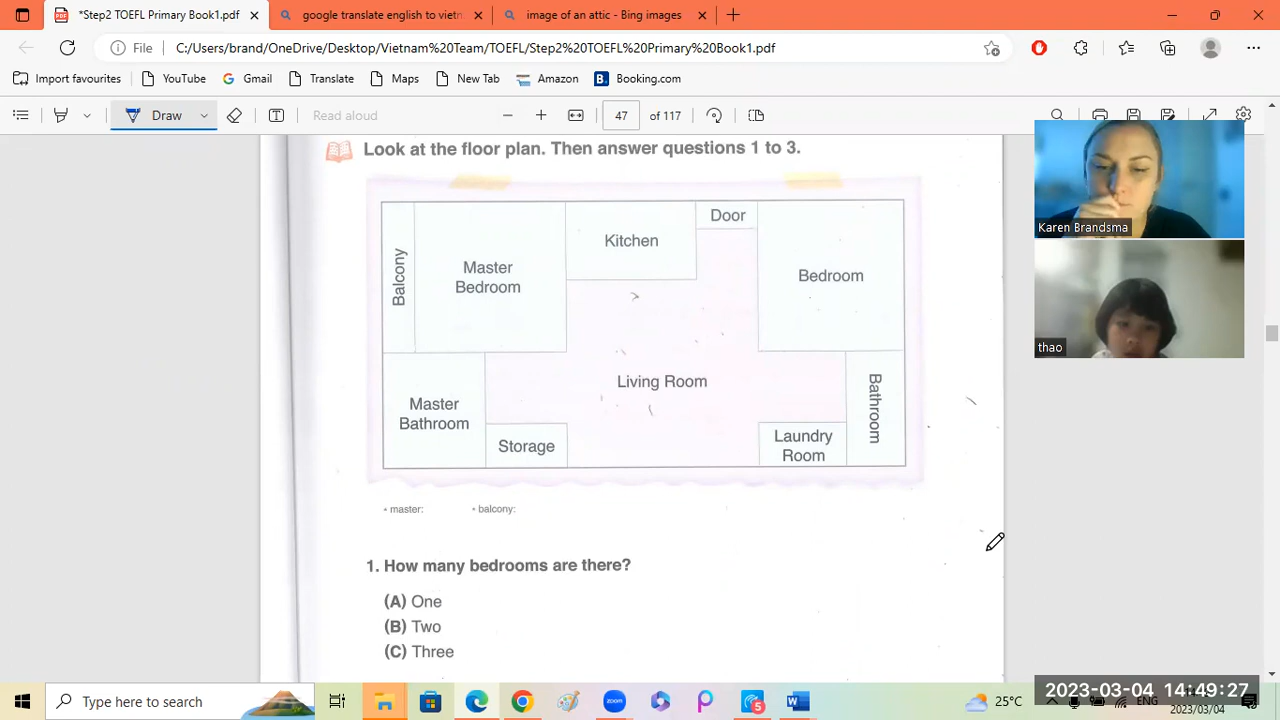 *Step2 TOEFL Primary Book1.pdf
google translate english to vietn
image of an attic - Bing images
File
C:/Users/brand/OneDrive/Desktop/Vietnam%20Team/TOEFL/Step2%20TOEFL%20Primary%20Book1.pdf
Import favourites
YouTube
Gmail
Translate
Maps
New Tab
Amazon
B.
Booking.com
Draw
Read aloud
47
of 117
Look at the floor plan. Then answer questions 1 to 3.
Balcony
Master
Bedroom
Kitchen
Door
Bedroom
Living Room
Master
Bathroom
Storage
Laundry
Room
Bathroom
• master:
• balcony:
1. How many bedrooms are there?
(A) One
(B) Two
(C) Three
Karen Brandsma
thao
Type here to search
zoom
5
25°C
ENG
2023-03-04 14:49:27
2023/03/04